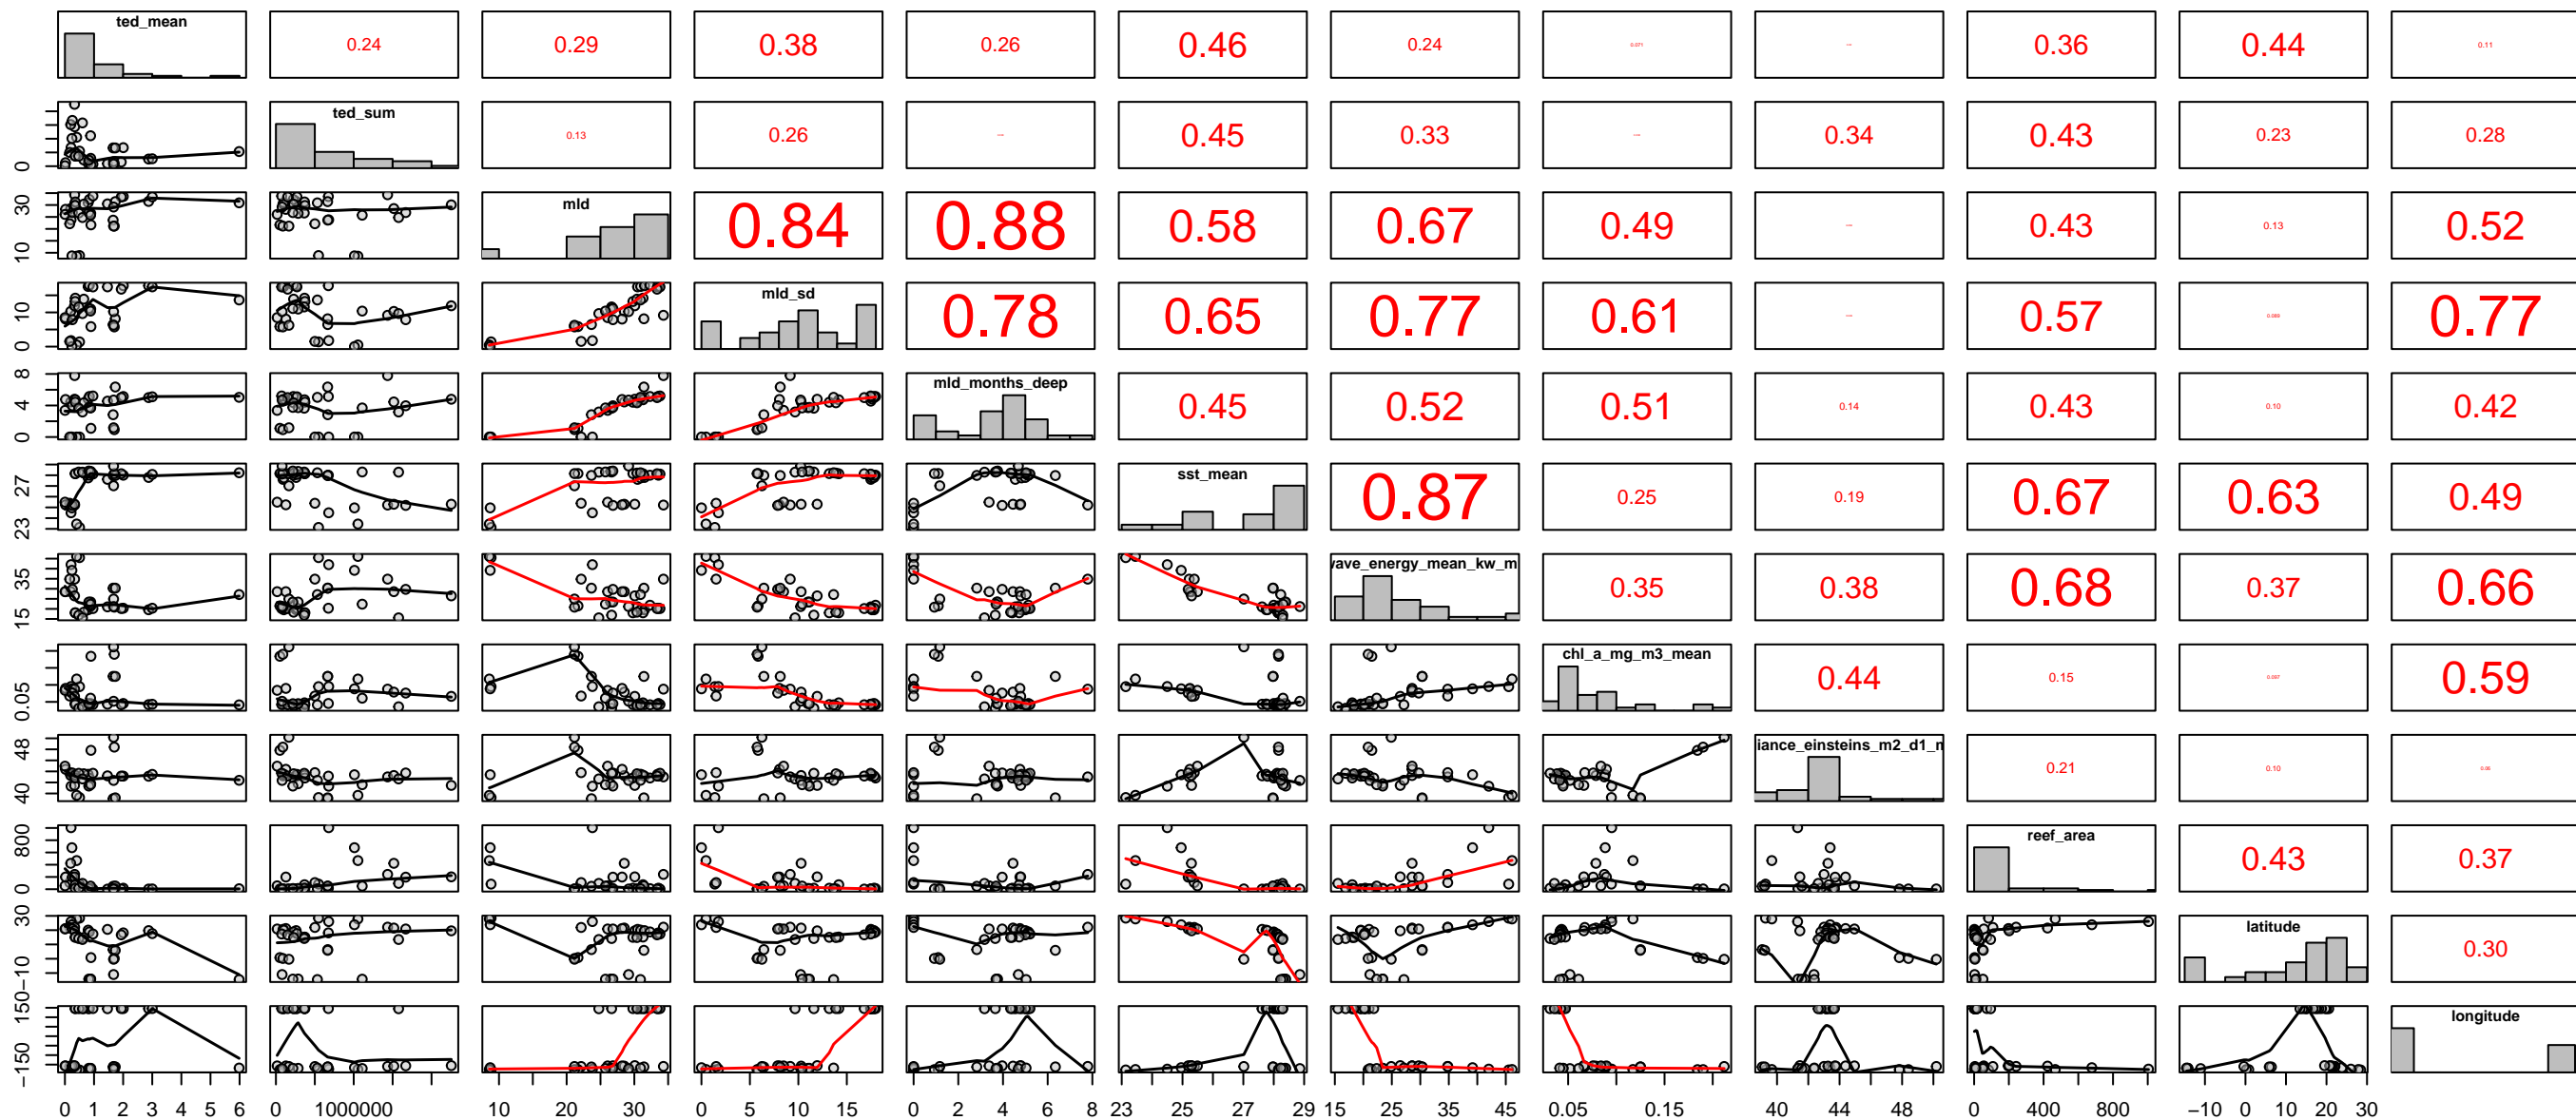 ted_mean 0.24 0.29 0.38 0.26 0.46 0.24 0.071 0.36 0.44 0.11
ted_sum 0.13 0.26 0.45 0.33 0.34 0.43 0.23 0.28
0
mld 0.84 0.88 0.58 0.67 0.49 0.43 0.13 0.52
10 30
mld_sd 0.78 0.65 0.77 0.61 0.57 0.089 0.77
0 10
mld_months_deep 0.45 0.52 0.51 0.14 0.43 0.10 0.42
0 4 8
sst_mean 0.87 0.25 0.19 0.67 0.63 0.49
23 27
wave_energy_mean_kw_m 0.35 0.38 0.68 0.37 0.66
15 35
chl_a_mg_m3_mean 0.44 0.15 0.097 0.59
0.05
iance_einsteins_m2_d1_m 0.21 0.10
40 48
reef_area 0.43 0.37
0 800
latitude 0.30
−10 30
longitude
−150 150
0 1 2 3 4 5 6 0 1000000 10 20 30 0 5 10 15 0 2 4 6 8 23 25 27 29 15 25 35 45 0.05 0.15 40 44 48 0 400 800 −10 0 10 20 30